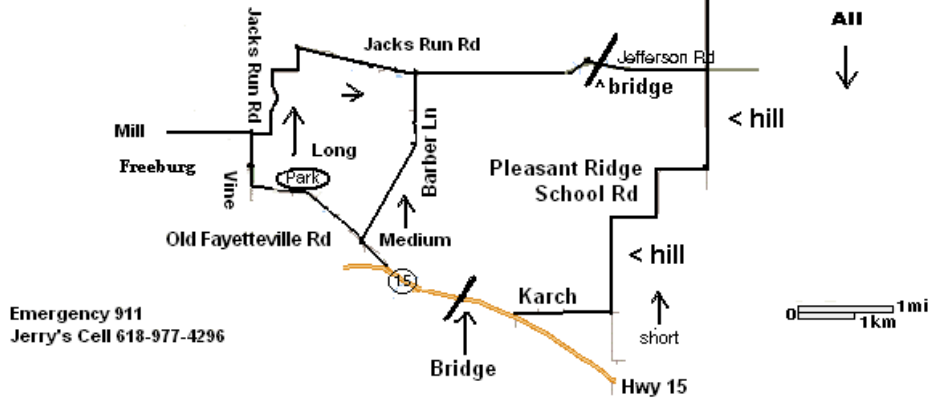 All
Jacks Run Rd
Jacks Run Rd
Jefferson Rd
^ bridge
< hill
Mill
Freeburg
Long
Park
Vine
Barber Ln
Pleasant Ridge
School Rd
Old Fayetteville Rd
Medium
< hill
15
Karch
short
0
1mi
1km
Emergency 911
Jerry's Cell 618-977-4296
Bridge
Hwy 15